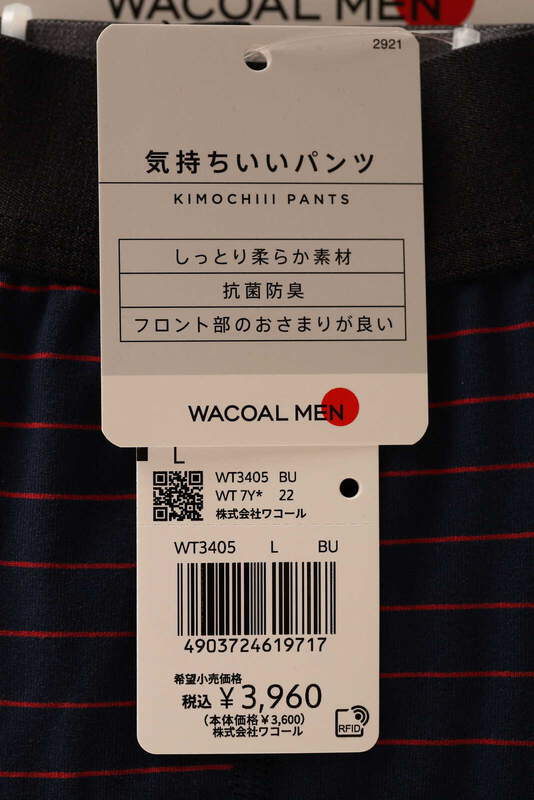 WACOAL MEN
2921
気持ちいいパンツ
KIMOCHIII PANTS
しっとり柔らか素材
抗菌防臭
フロント部のおさまりが良い
WACOAL MEN
L
WT3405 BU
WT 7Y* 22
株式会社ワコール
WT3405 L BU
4903724619717
希望小売価格
税込 ¥3,960
(本体価格¥3,600)
株式会社ワコール
RFID